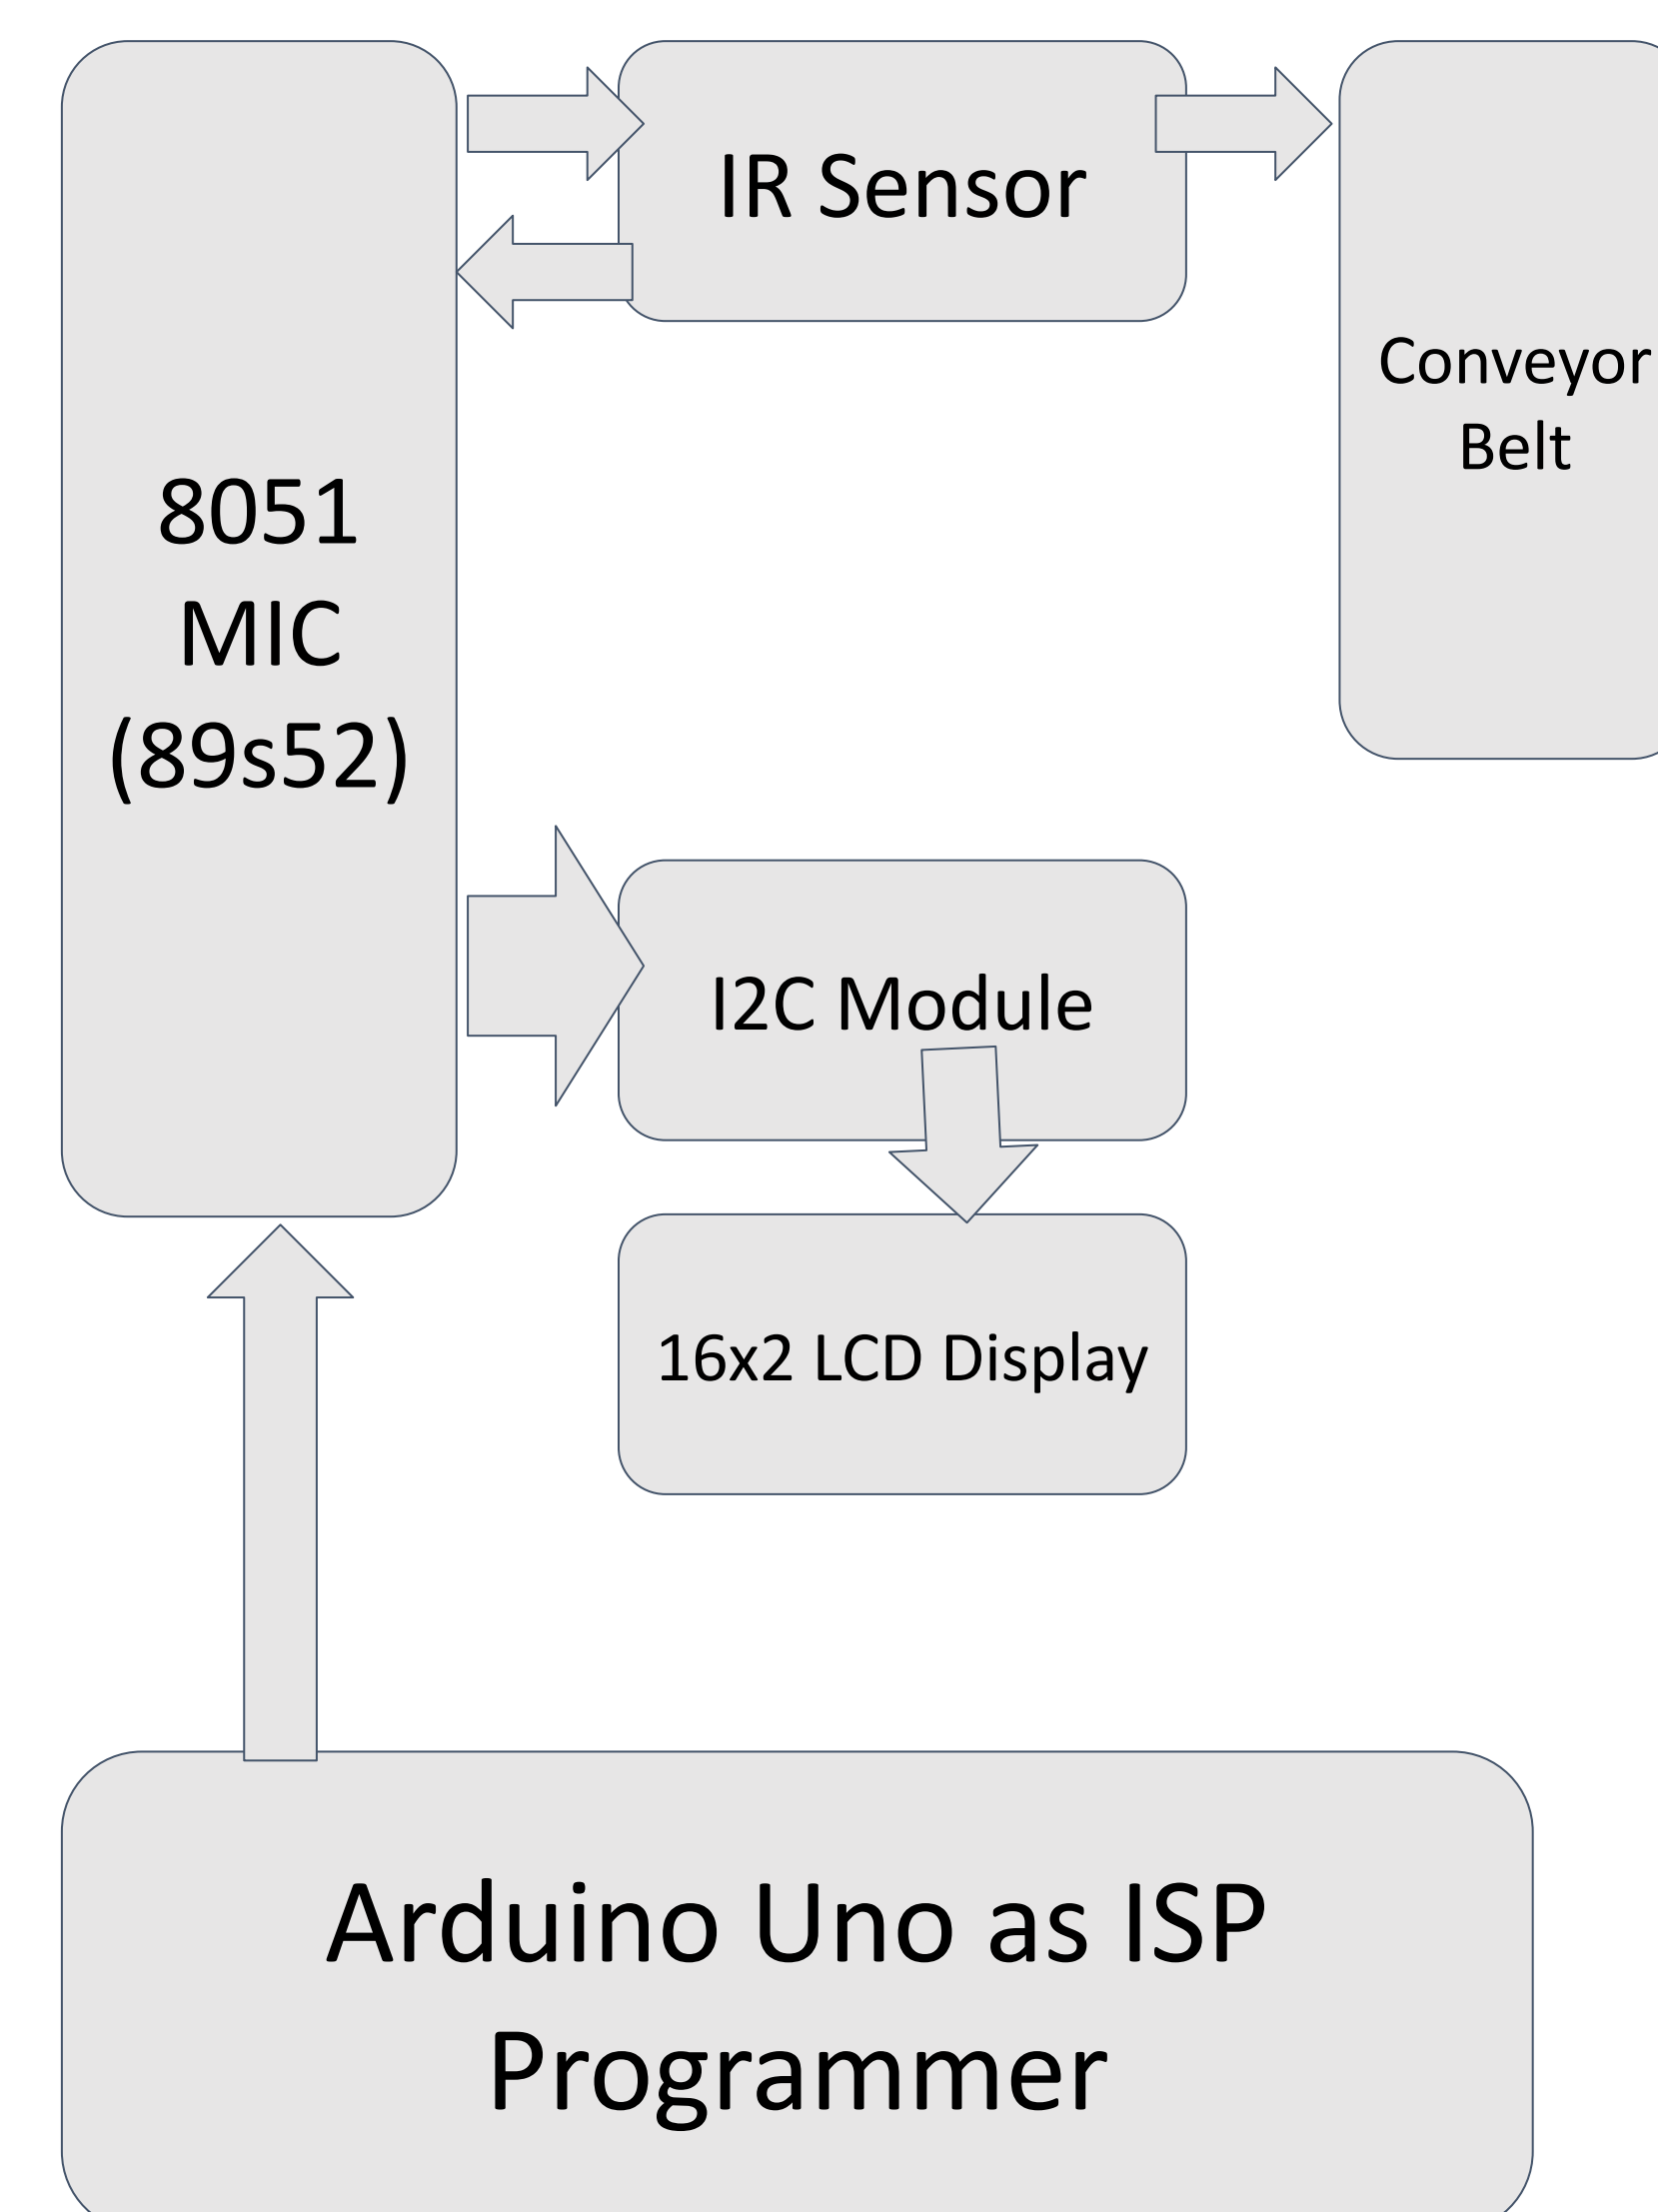 IR Sensor
Conveyor
Belt
8051
MIC
(89s52)
I2C Module
16x2 LCD Display
Arduino Uno as ISP
Programmer